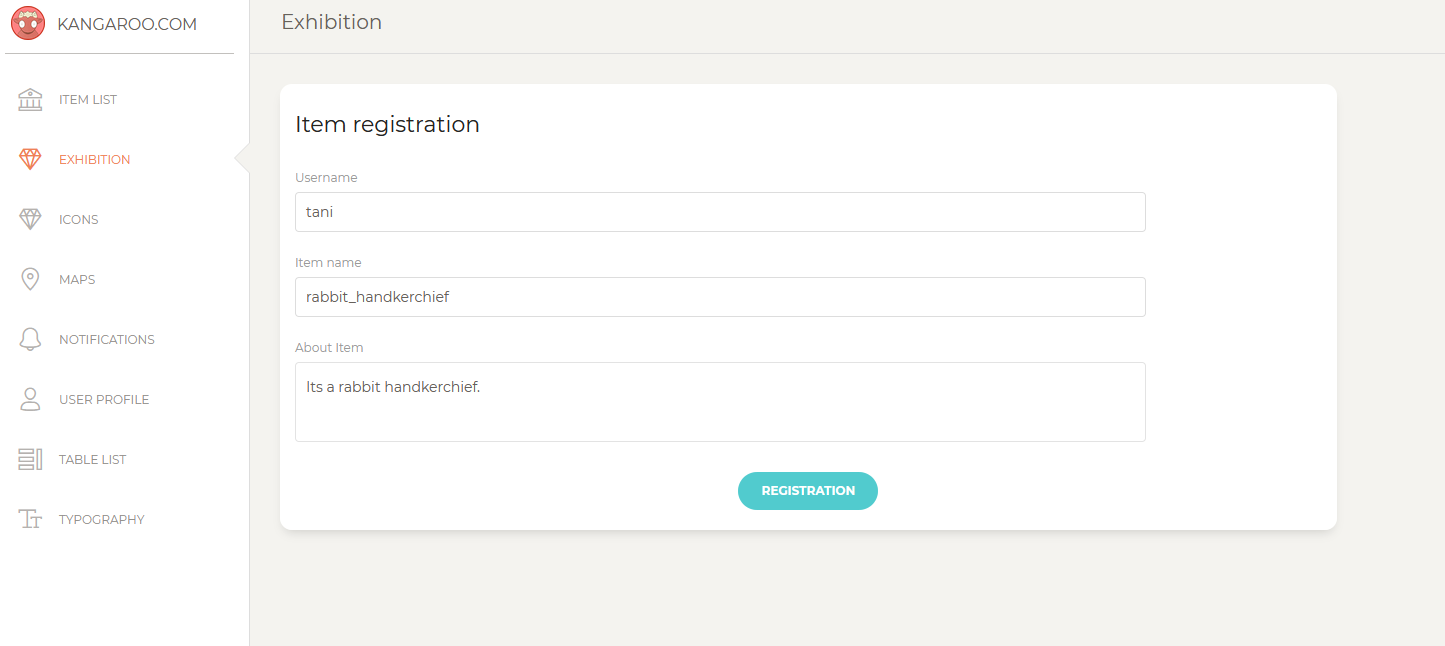 KANGAROO.COM
ITEM LIST
EXHIBITION
ICONS
MAPS
NOTIFICATIONS
USER PROFILE
TABLE LIST
TYPOGRAPHY
Exhibition
Item registration
Username
tani
Item name
rabbit_handkerchief
About Item
Its a rabbit handkerchief.
REGISTRATION